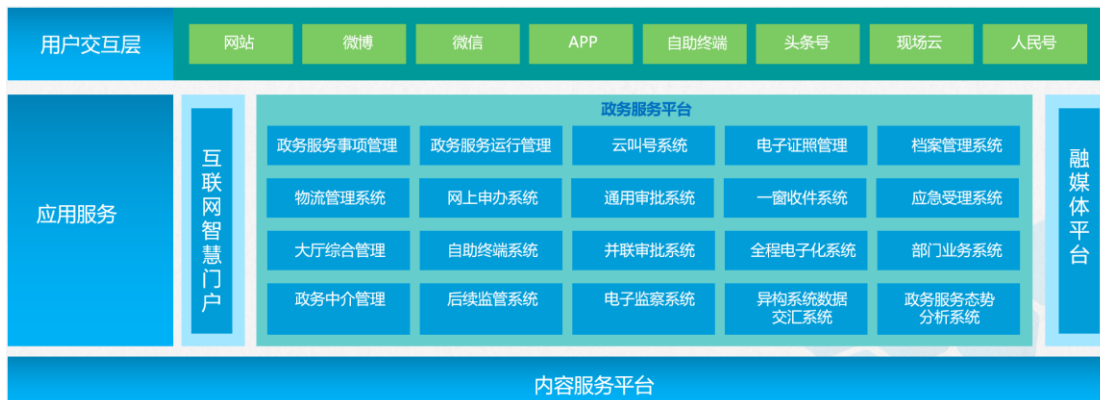 用户交互层
网站
微博
微信
APP
自助终端
头条号
现场云
人民号
应用服务
互联网智慧门户
政务服务平台
政务服务事项管理
政务服务运行管理
云叫号系统
电子证照管理
档案管理系统
物流管理系统
网上申办系统
通用审批系统
一窗收件系统
应急受理系统
大厅综合管理
自助终端系统
并联审批系统
全程电子化系统
部门业务系统
政务中介管理
后续监管系统
电子监察系统
异构系统数据
交汇系统
政务服务态势
分析系统
融媒体平台
内容服务平台